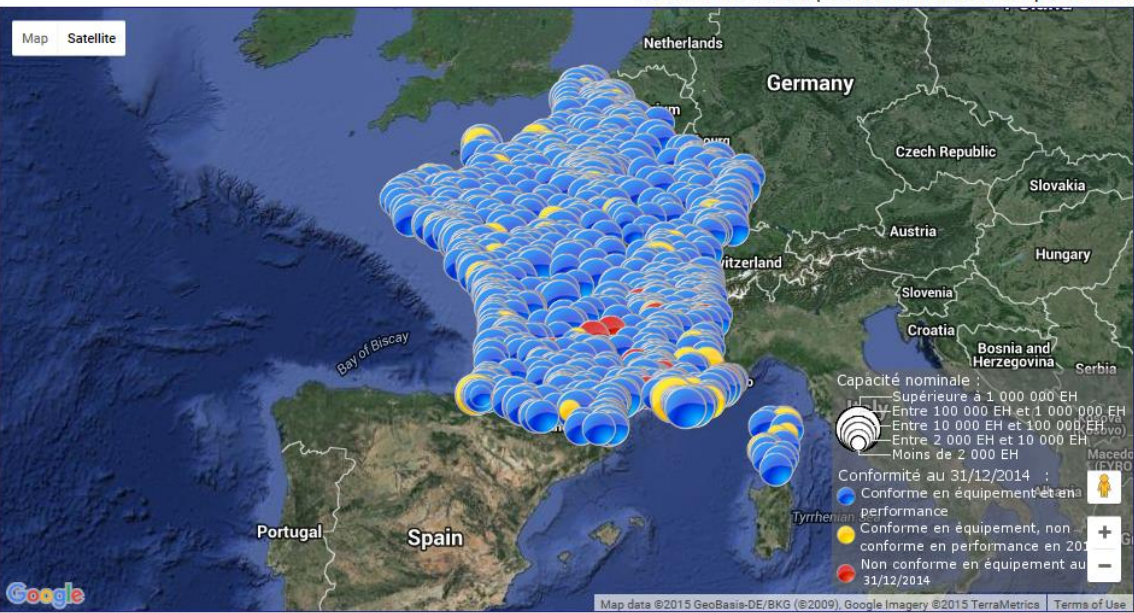 Map Satellite
Netherlands
Germany
Czech Republic
Slovakia
Austria
Hungary
vitzerland
Slovenia
Croatia
Bosnia and
Herzegovina
Serbia
Bay of Biscay
Portugal
Spain
Italy
Tyrrhenian Sea
Capacité nominale :
Supérieure à 1 000 000 EH
Entre 100 000 EH et 1 000 000 EH
Entre 10 000 EH et 100 000 EH
Entre 2 000 EH et 10 000 EH
Moins de 2 000 EH
Conformité au 31/12/2014 :
Conforme en équipement et en
performance
Conforme en équipement, non
conforme en performance en 201
Non conforme en équipement au
31/12/2014
Google
Map data ©2015 GeoBasis-DE/BKG (©2009), Google Imagery ©2015 TerraMetrics
Terms of Use